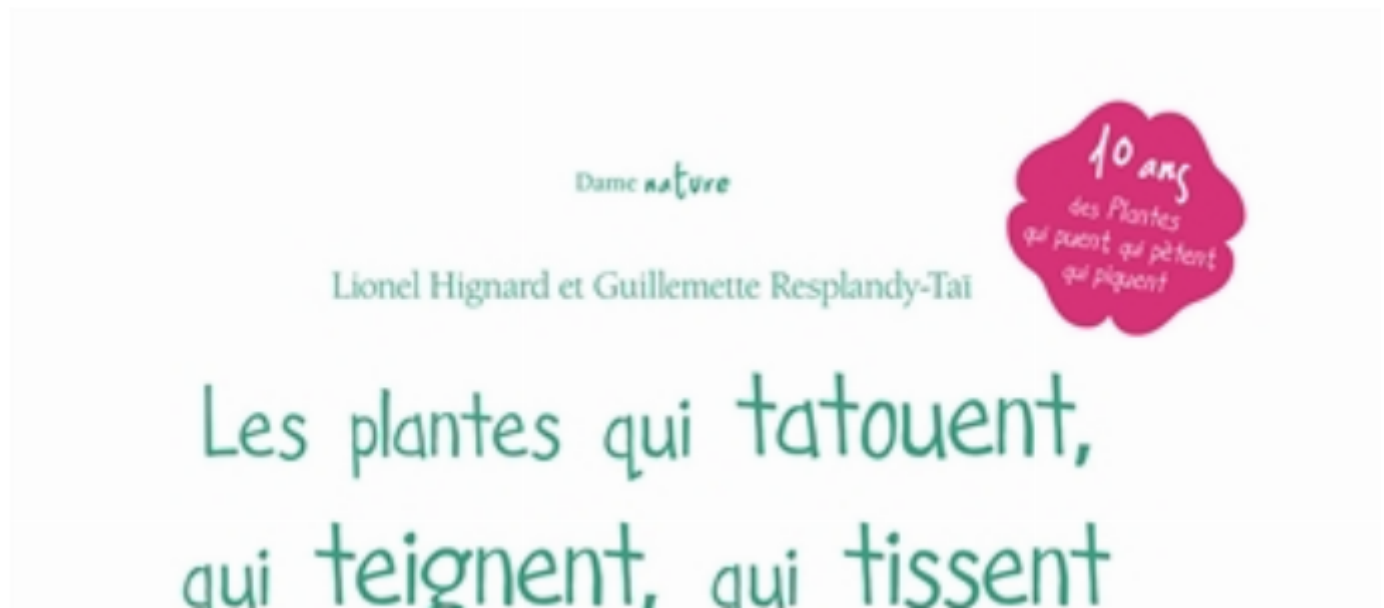 Dame nature
Lionel Hignard et Guillemette Resplandy-Taï
10 ans
des Plantes
qui puent qui pètent
qui piquent
Les plantes qui tatouent,
qui teignent, qui tissent